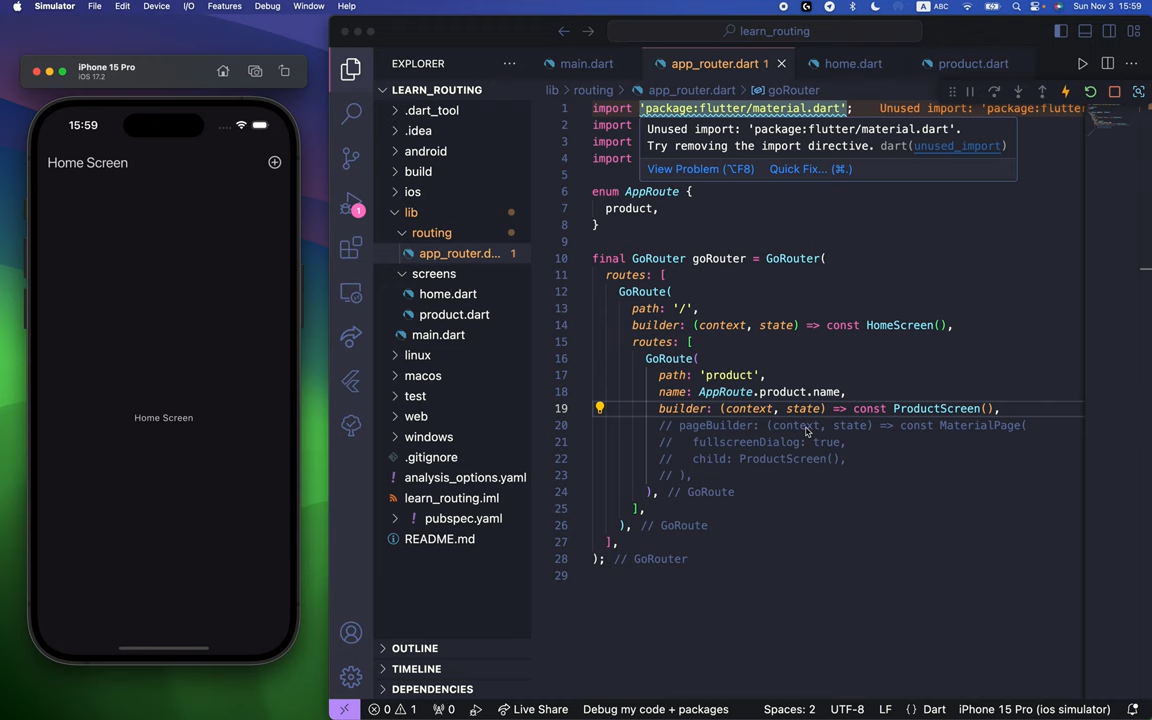 Simulator File Edit Device I/O Features Debug Window Help A ABC Sun Nov 3 15:59
learn_routing
iPhone 15 Pro
iOS 17.2
15:59
Home Screen
Home Screen
EXPLORER
LEARN_ROUTING
.dart_tool
.idea
android
build
ios
1
lib
routing
app_router.d... 1
screens
home.dart
product.dart
main.dart
linux
macos
test
web
windows
.gitignore
! analysis_options.yaml
learn_routing.iml
! pubspec.yaml
README.md
OUTLINE
TIMELINE
DEPENDENCIES
main.dart app_router.dart 1 home.dart product.dart
lib > routing > app_router.dart > goRouter
1 import 'package:flutter/material.dart'; Unused import: 'package:flutter
2 import
3 import
4 import
Unused import: 'package:flutter/material.dart'.
Try removing the import directive. dart(unused_import)
View Problem (⌥F8) Quick Fix... (⌘.)
5
6 enum AppRoute {
7 product,
8 }
9
10 final GoRouter goRouter = GoRouter(
11 routes: [
12 GoRoute(
13 path: '/',
14 builder: (context, state) => const HomeScreen(),
15 routes: [
16 GoRoute(
17 path: 'product',
18 name: AppRoute.product.name,
19 builder: (context, state) => const ProductScreen(),
20 // pageBuilder: (context, state) => const MaterialPage(
21 // fullscreenDialog: true,
22 // child: ProductScreen(),
23 // ),
24 ), // GoRoute
25 ],
26 ), // GoRoute
27 ],
28 ); // GoRouter
29
0 1 0 Live Share Debug my code + packages Spaces: 2 UTF-8 LF {} Dart iPhone 15 Pro (ios simulator)